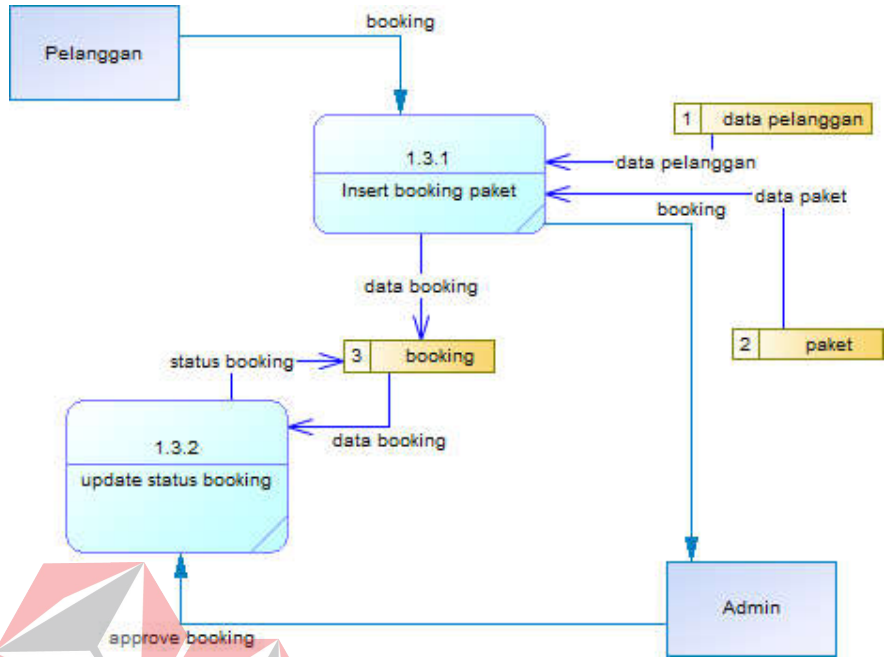 booking
Pelanggan
1 data pelanggan
1.3.1
data pelanggan
Insert booking paket
data paket
booking
data booking
2 paket
status booking
3 booking
data booking
1.3.2
update status booking
Admin
approve booking